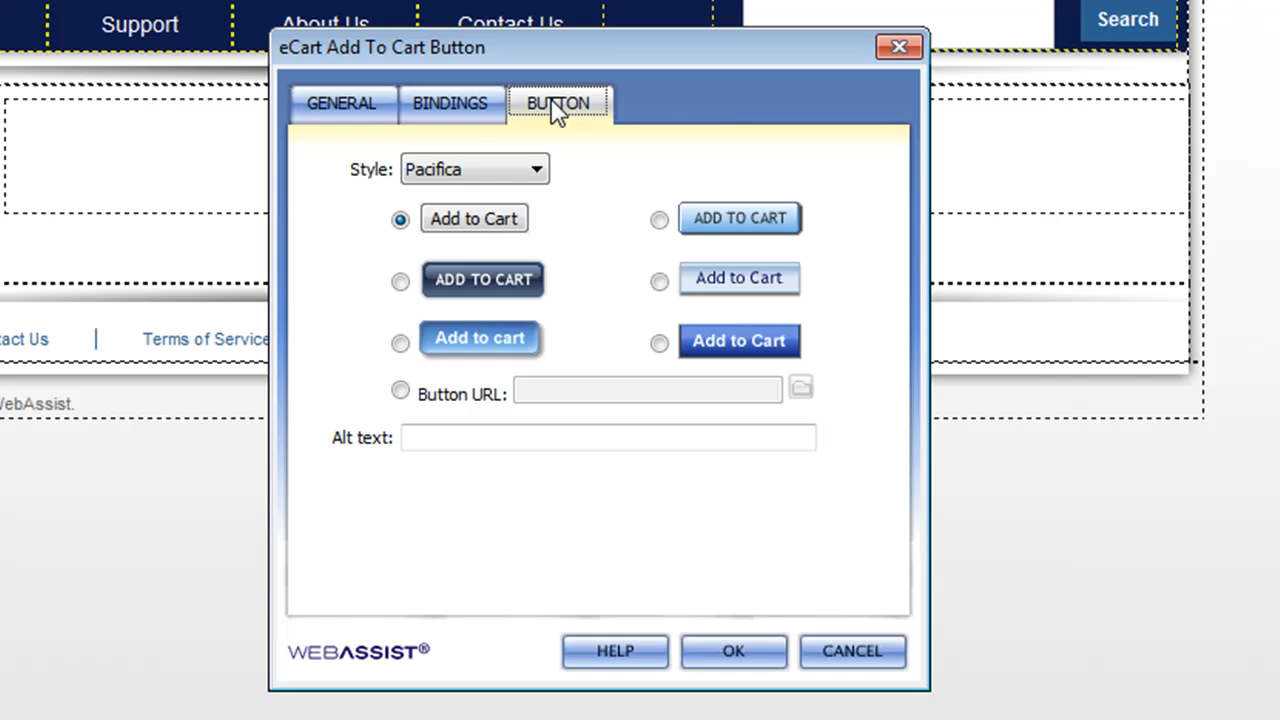 Support
About Us
Contact Us
Search
eCart Add To Cart Button
GENERAL
BINDINGS
BUTTON
Style: Pacifica
Add to Cart
ADD TO CART
ADD TO CART
Add to Cart
Add to cart
Add to Cart
Button URL:
Alt text:
tact Us | Terms of Service
WebAssist.
WEBASSIST®
HELP
OK
CANCEL